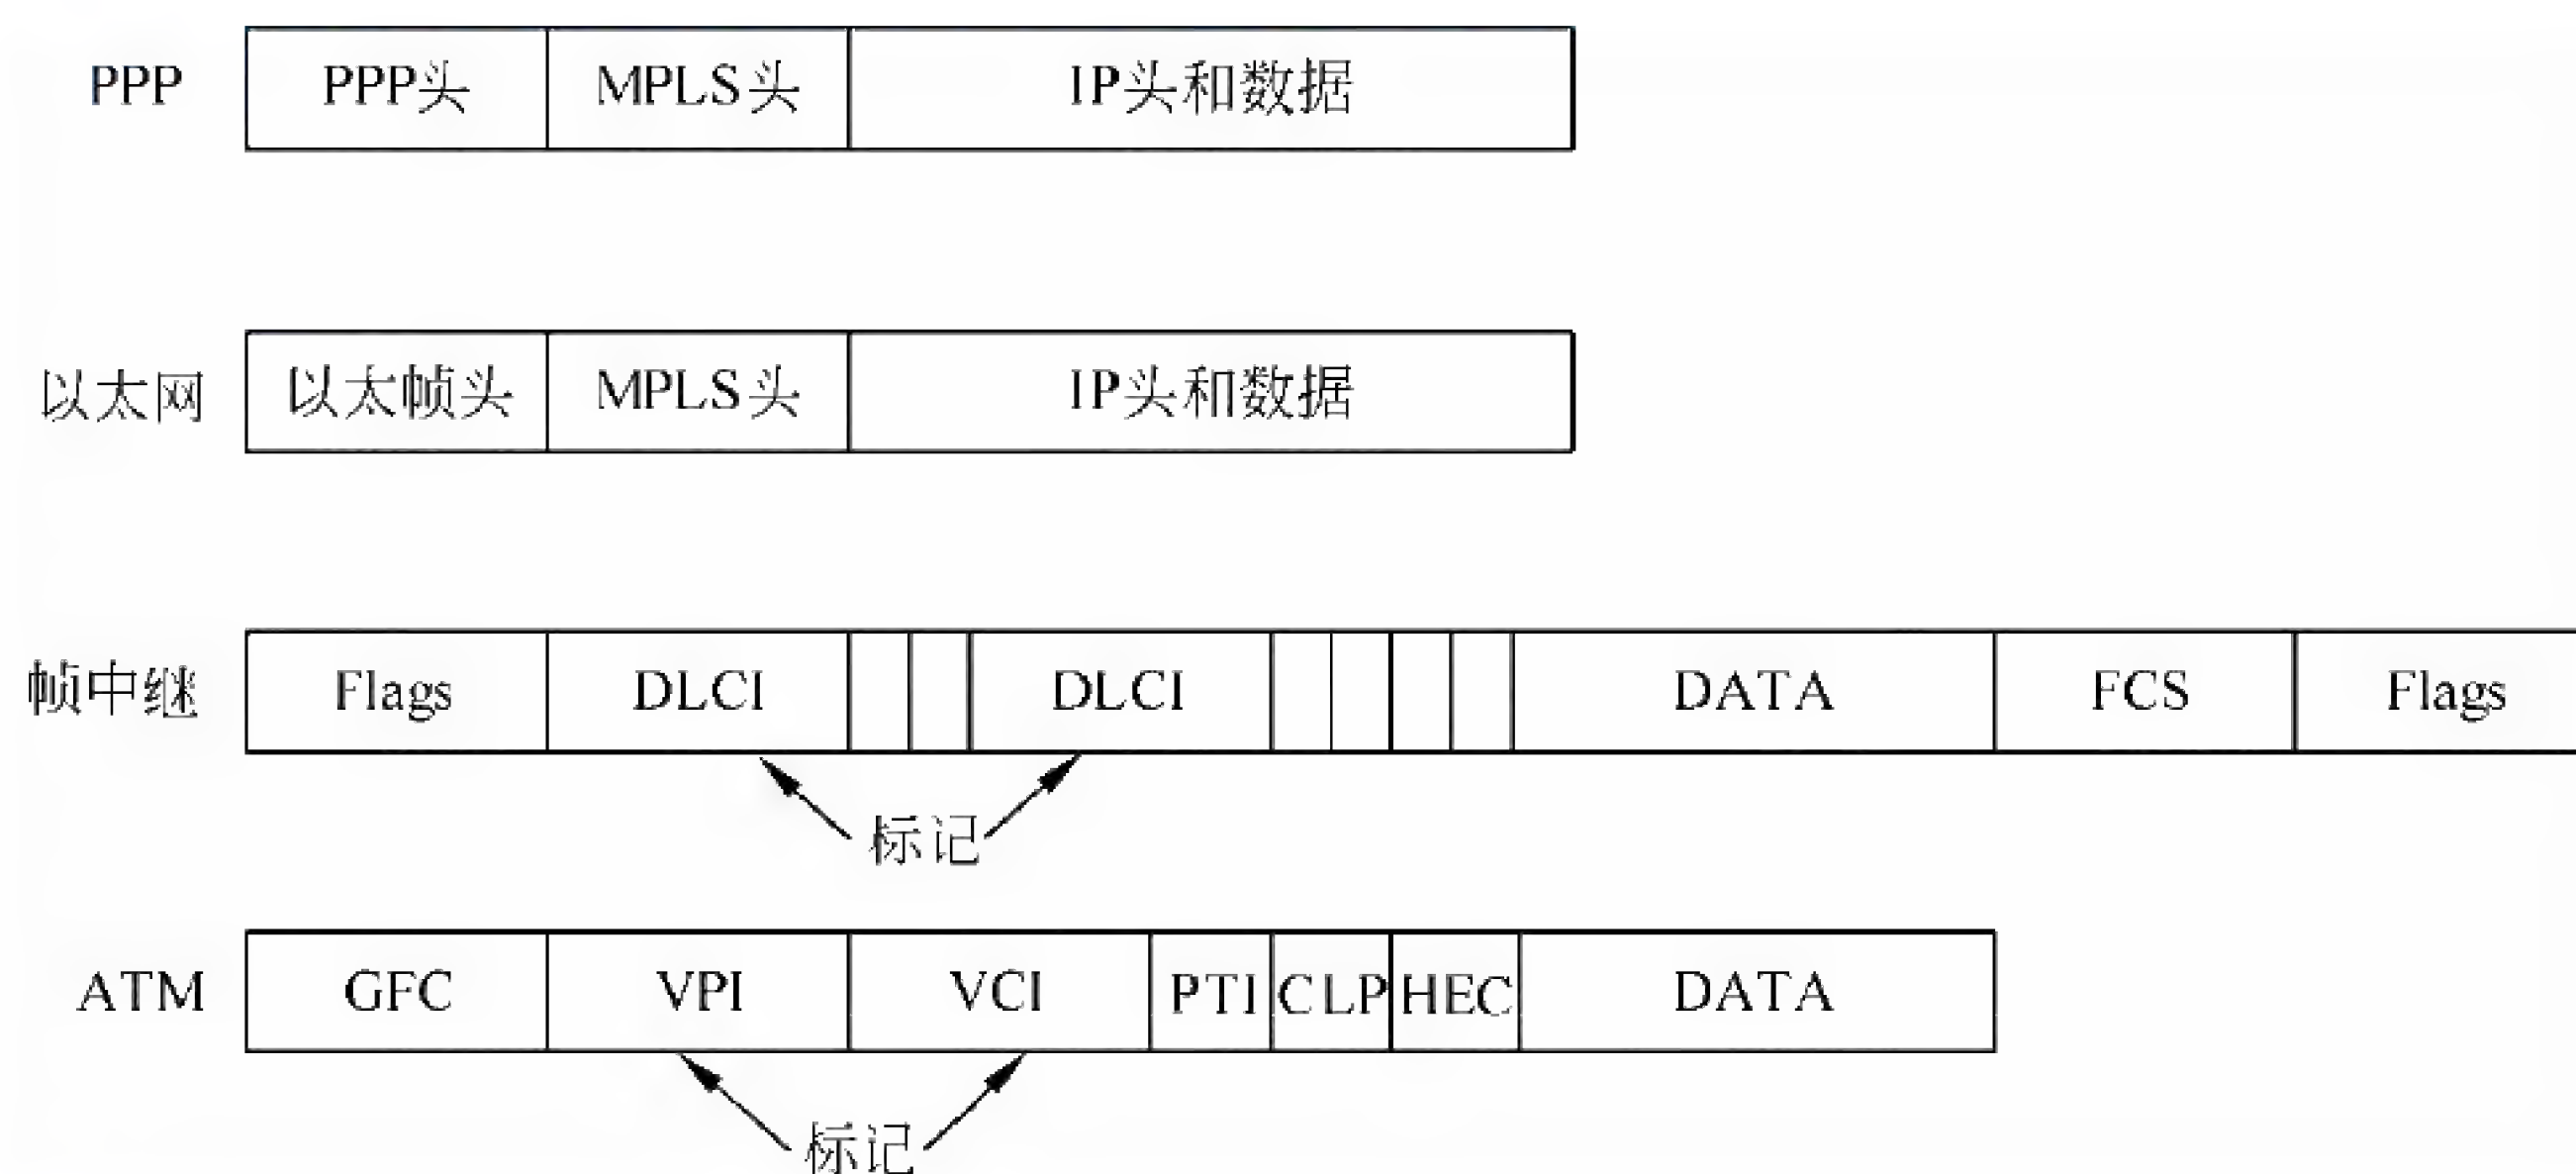 PPP PPP头 MPLS头 IP头和数据
以太网 以太帧头 MPLS头 IP头和数据
帧中继 Flags DLCI DLCI DATA FCS Flags
标记
ATM GFC VPI VCI PTI CLP HEC DATA
标记